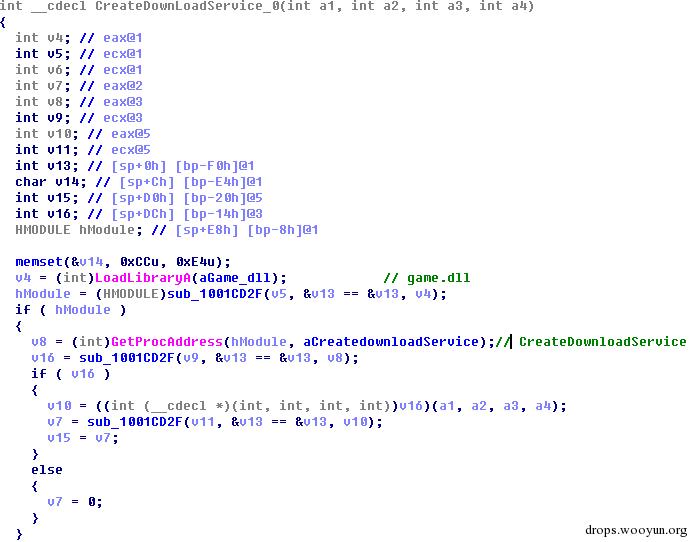 int __cdecl CreateDownLoadService_0(int a1, int a2, int a3, int a4)
{
  int v4; // eax@1
  int v5; // ecx@1
  int v6; // ecx@1
  int v7; // eax@2
  int v8; // eax@3
  int v9; // ecx@3
  int v10; // eax@5
  int v11; // ecx@5
  int v13; // [sp+0h] [bp-F0h]@1
  char v14; // [sp+Ch] [bp-E4h]@1
  int v15; // [sp+D0h] [bp-20h]@5
  int v16; // [sp+DCh] [bp-14h]@3
  HMODULE hModule; // [sp+E8h] [bp-8h]@1

  memset(&v14, 0xCCu, 0xE4u);
  v4 = (int)LoadLibraryA(aGame_dll);            // game.dll
  hModule = (HMODULE)sub_1001CD2F(v5, &v13 == &v13, v4);
  if ( hModule )
  {
    v8 = (int)GetProcAddress(hModule, aCreatedownloadService);// CreateDownloadService
    v16 = sub_1001CD2F(v9, &v13 == &v13, v8);
    if ( v16 )
    {
      v10 = ((int (__cdecl *)(int, int, int, int))v16)(a1, a2, a3, a4);
      v7 = sub_1001CD2F(v11, &v13 == &v13, v10);
      v15 = v7;
    }
    else
    {
      v7 = 0;
    }
  }
drops.wooyun.org